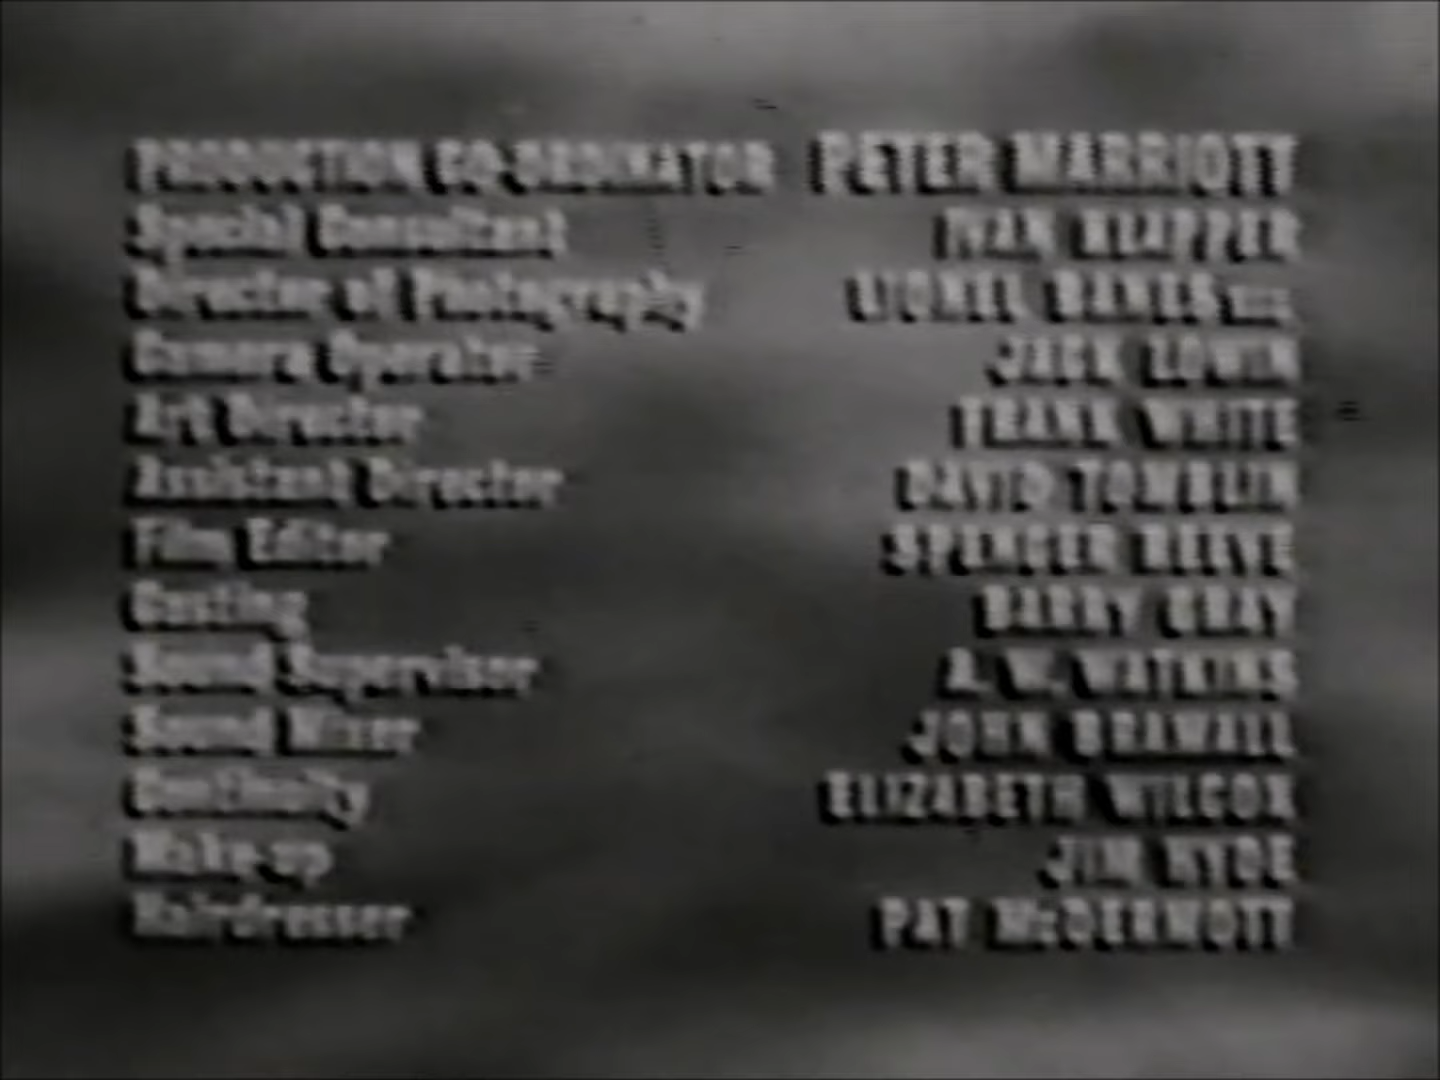 PRODUCTION CO-ORDINATOR PETER MARRIOTT
Special Consultant IVAN KLAPPER
Director of Photography LIONEL BANES
Camera Operator JACK LOWIN
Art Director FRANK WHITE
Assistant Director DAVID TOMBLIN
Film Editor SPENCER REEVE
Casting BARRY GRAY
Sound Supervisor A. W. WATKINS
Sound Mixer JOHN BRAMALL
Continuity ELIZABETH WILCOX
Make-up JIM HYDE
Hairdresser PAT McDERMOTT